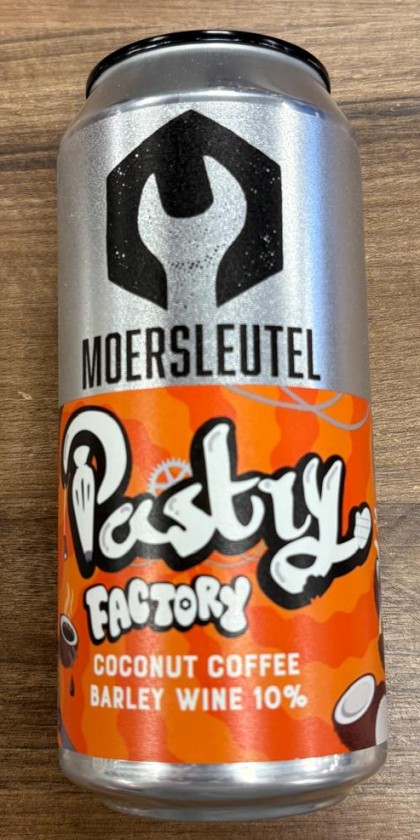 MOERSLEUTEL
Pastry
FACTORY
COCONUT COFFEE
BARLEY WINE 10%